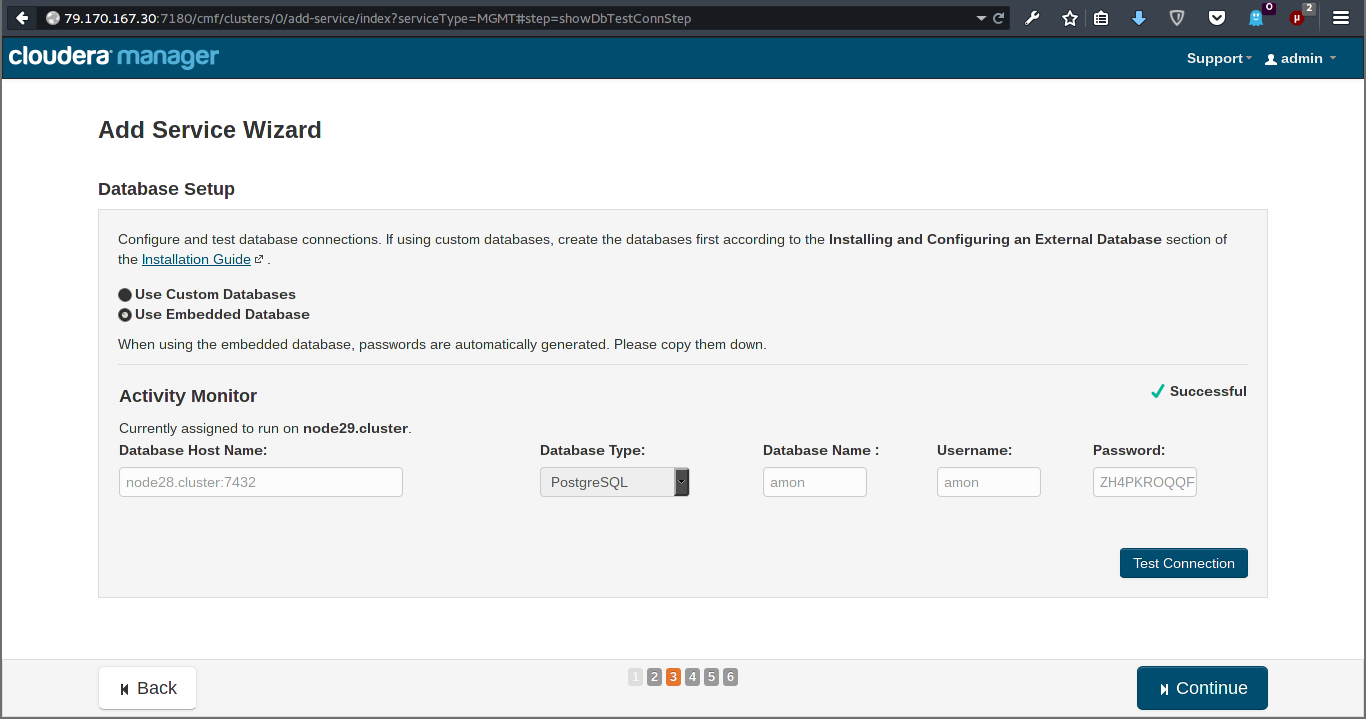 79.170.167.30:7180/cmf/clusters/0/add-service/index?serviceType=MGMT#step=showDbTestConnStep
0
2
cloudera manager
Support
admin
Add Service Wizard
Database Setup
Configure and test database connections. If using custom databases, create the databases first according to the Installing and Configuring an External Database section of
the Installation Guide .
Use Custom Databases
Use Embedded Database
When using the embedded database, passwords are automatically generated. Please copy them down.
Activity Monitor
Successful
Currently assigned to run on node29.cluster.
Database Host Name: Database Type: Database Name : Username: Password:
node28.cluster:7432 PostgreSQL amon amon ZH4PKROQQF
Test Connection
Back 1 2 3 4 5 6 Continue